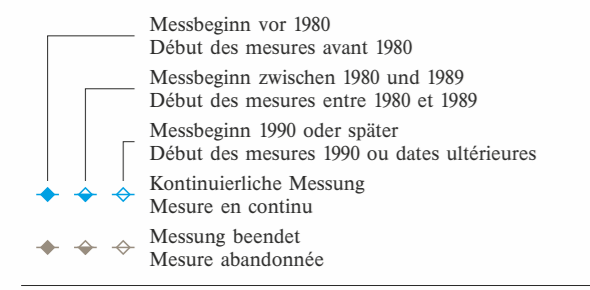 Messbeginn vor 1980
Début des mesures avant 1980
Messbeginn zwischen 1980 und 1989
Début des mesures entre 1980 et 1989
Messbeginn 1990 oder später
Début des mesures 1990 ou dates ultérieures
Kontinuierliche Messung
Mesure en continu
Messung beendet
Mesure abandonnée